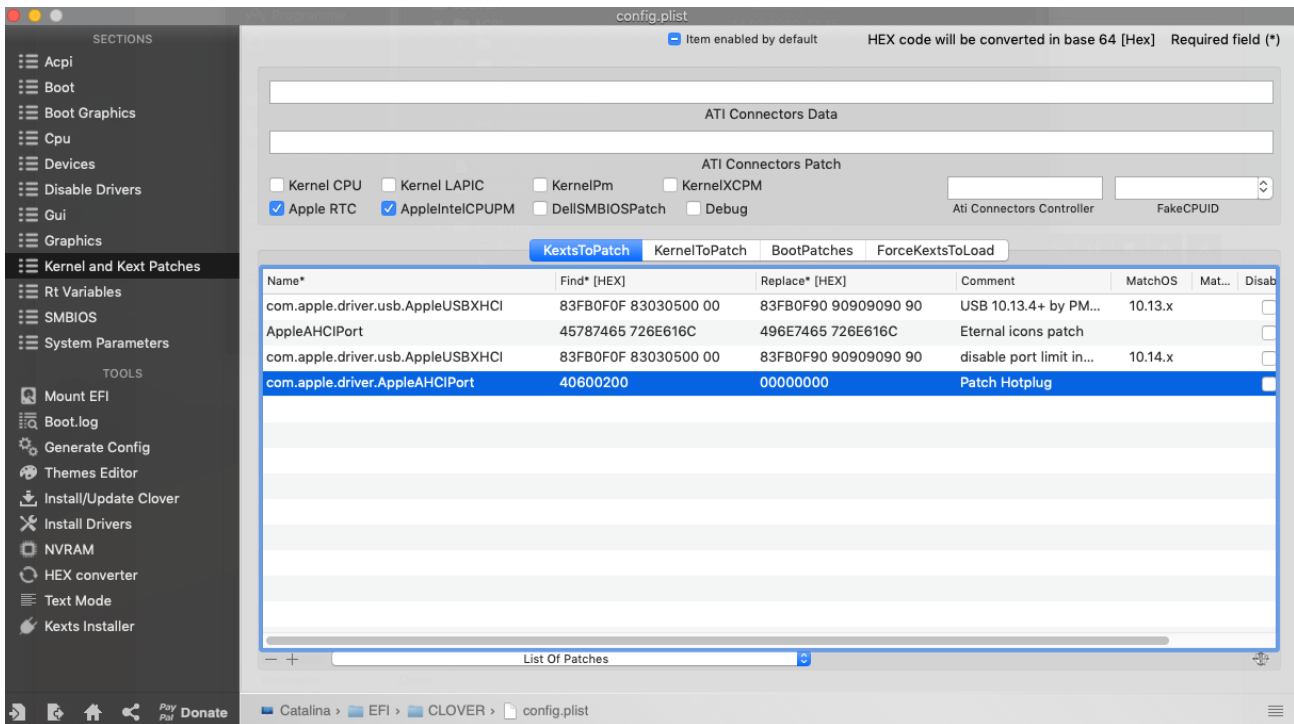 config.plist
SECTIONS
Acpi
Boot
Boot Graphics
Cpu
Devices
Disable Drivers
Gui
Graphics
Kernel and Kext Patches
Rt Variables
SMBIOS
System Parameters
TOOLS
Mount EFI
Boot.log
Generate Config
Themes Editor
Install/Update Clover
Install Drivers
NVRAM
HEX converter
Text Mode
Kexts Installer
Pay Pal Donate
Item enabled by default HEX code will be converted in base 64 [Hex] Required field (*)
ATI Connectors Data
ATI Connectors Patch
Kernel CPU Kernel LAPIC KernelPm KernelXCPM
Apple RTC AppleIntelCPUPM DellSMBIOSPatch Debug Ati Connectors Controller FakeCPUID
KextsToPatch KernelToPatch BootPatches ForceKextsToLoad
Name* Find* [HEX] Replace* [HEX] Comment MatchOS Mat... Disab
com.apple.driver.usb.AppleUSBXHCI 83FB0F0F 83030500 00 83FB0F90 90909090 90 USB 10.13.4+ by PM... 10.13.x
AppleAHCIPort 45787465 726E616C 496E7465 726E616C Eternal icons patch
com.apple.driver.usb.AppleUSBXHCI 83FB0F0F 83030500 00 83FB0F90 90909090 90 disable port limit in... 10.14.x
com.apple.driver.AppleAHCIPort 40600200 00000000 Patch Hotplug
List Of Patches
Catalina › EFI › CLOVER › config.plist